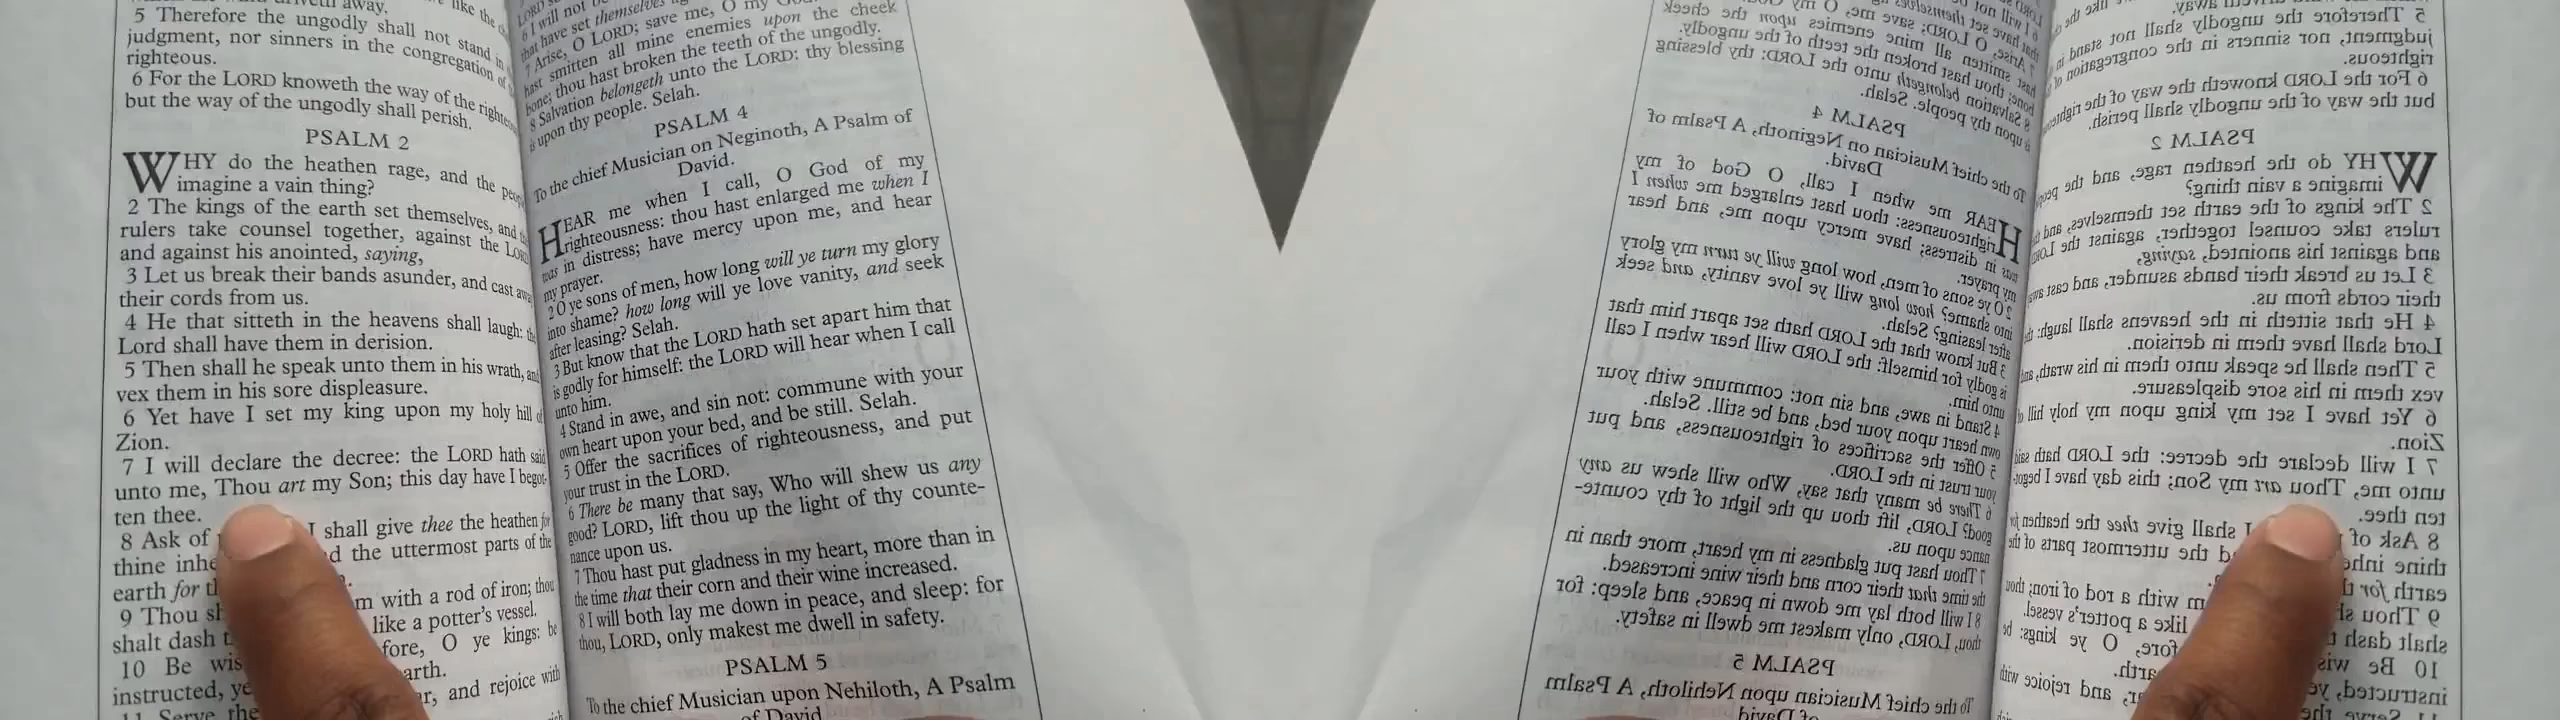 away.
5 Therefore the ungodly shall not stand in
judgment, nor sinners in the congregation of
righteous.
6 For the LORD knoweth the way of the
but the way of the ungodly shall perish.
PSALM 2
WHY do the heathen rage, and the
imagine a vain thing?
2 The kings of the earth set themselves, and
rulers take counsel together, against the LORD
and against his anointed, saying,
3 Let us break their bands asunder, and cast
their cords from us.
4 He that sitteth in the heavens shall laugh:
Lord shall have them in derision.
5 Then shall he speak unto them in his wrath, and
vex them in his sore displeasure.
6 Yet have I set my king upon my holy hill of
Zion.
7 I will declare the decree: the LORD hath said
unto me, Thou art my Son; this day have I begot-
ten thee.
8 Ask of I shall give thee the heathen for
thine the uttermost parts of the
earth for
9 Thou with a rod of iron; thou
shalt dash like a potter's vessel.
10 Be O ye kings: be
instructed, ye
and rejoice with
11 Serve the
6 I will not
that have set themselves
7 Arise, O LORD; save me, O my
hast smitten all mine enemies upon the cheek
bone; thou hast broken the teeth of the ungodly.
8 Salvation belongeth unto the LORD: thy blessing
is upon thy people. Selah.
PSALM 4
To the chief Musician on Neginoth, A Psalm of
David.
HEAR me when I call, O God of my
righteousness: thou hast enlarged me when I
was in distress; have mercy upon me, and hear
my prayer.
2 O ye sons of men, how long will ye turn my glory
into shame? how long will ye love vanity, and seek
after leasing? Selah.
3 But know that the LORD hath set apart him that
is godly for himself: the LORD will hear when I call
unto him.
4 Stand in awe, and sin not: commune with your
own heart upon your bed, and be still. Selah.
5 Offer the sacrifices of righteousness, and put
your trust in the LORD.
6 There be many that say, Who will shew us any
good? LORD, lift thou up the light of thy counte-
nance upon us.
7 Thou hast put gladness in my heart, more than in
the time that their corn and their wine increased.
8 I will both lay me down in peace, and sleep: for
thou, LORD, only makest me dwell in safety.
PSALM 5
To the chief Musician upon Nehiloth, A Psalm
of David